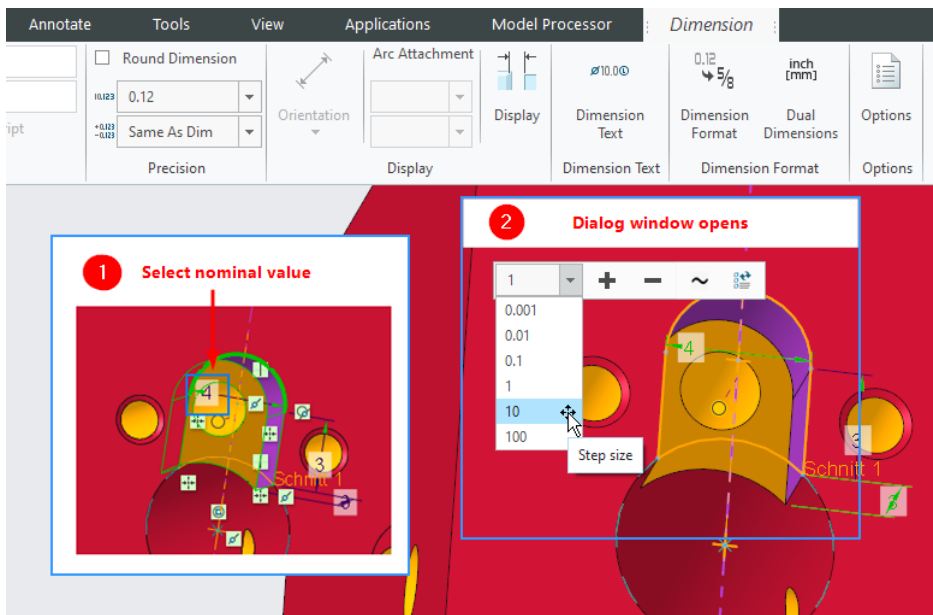 Annotate Tools View Applications Model Processor Dimension
Round Dimension
Arc Attachment
0.12
Same As Dim
ipt
Precision
Orientation
Display
Display
ø10.0
Dimension
Text
Dimension Text
0.12
5/8
Dimension
Format
inch
[mm]
Dual
Dimensions
Dimension Format
Options
Options
1 Select nominal value
4
3
Schnitt 1
3
2 Dialog window opens
1
0.001
0.01
0.1
1
10
100
Step size
4
3
Schnitt 1